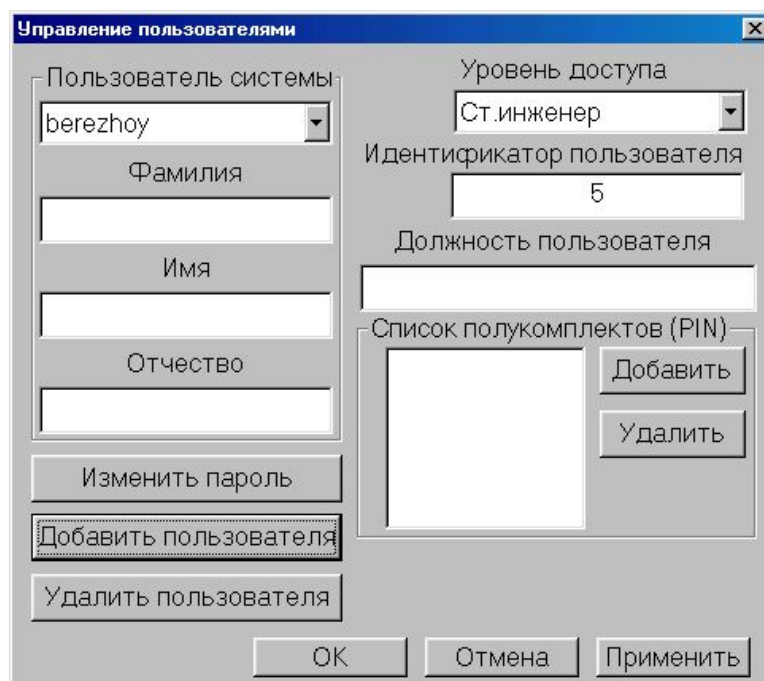 Управление пользователями
Пользователь системы
berezhoy
Фамилия
Имя
Отчество
Изменить пароль
Добавить пользователя
Удалить пользователя
Уровень доступа
Ст.инженер
Идентификатор пользователя
5
Должность пользователя
Список полукомплектов (PIN)
Добавить
Удалить
OK
Отмена
Применить